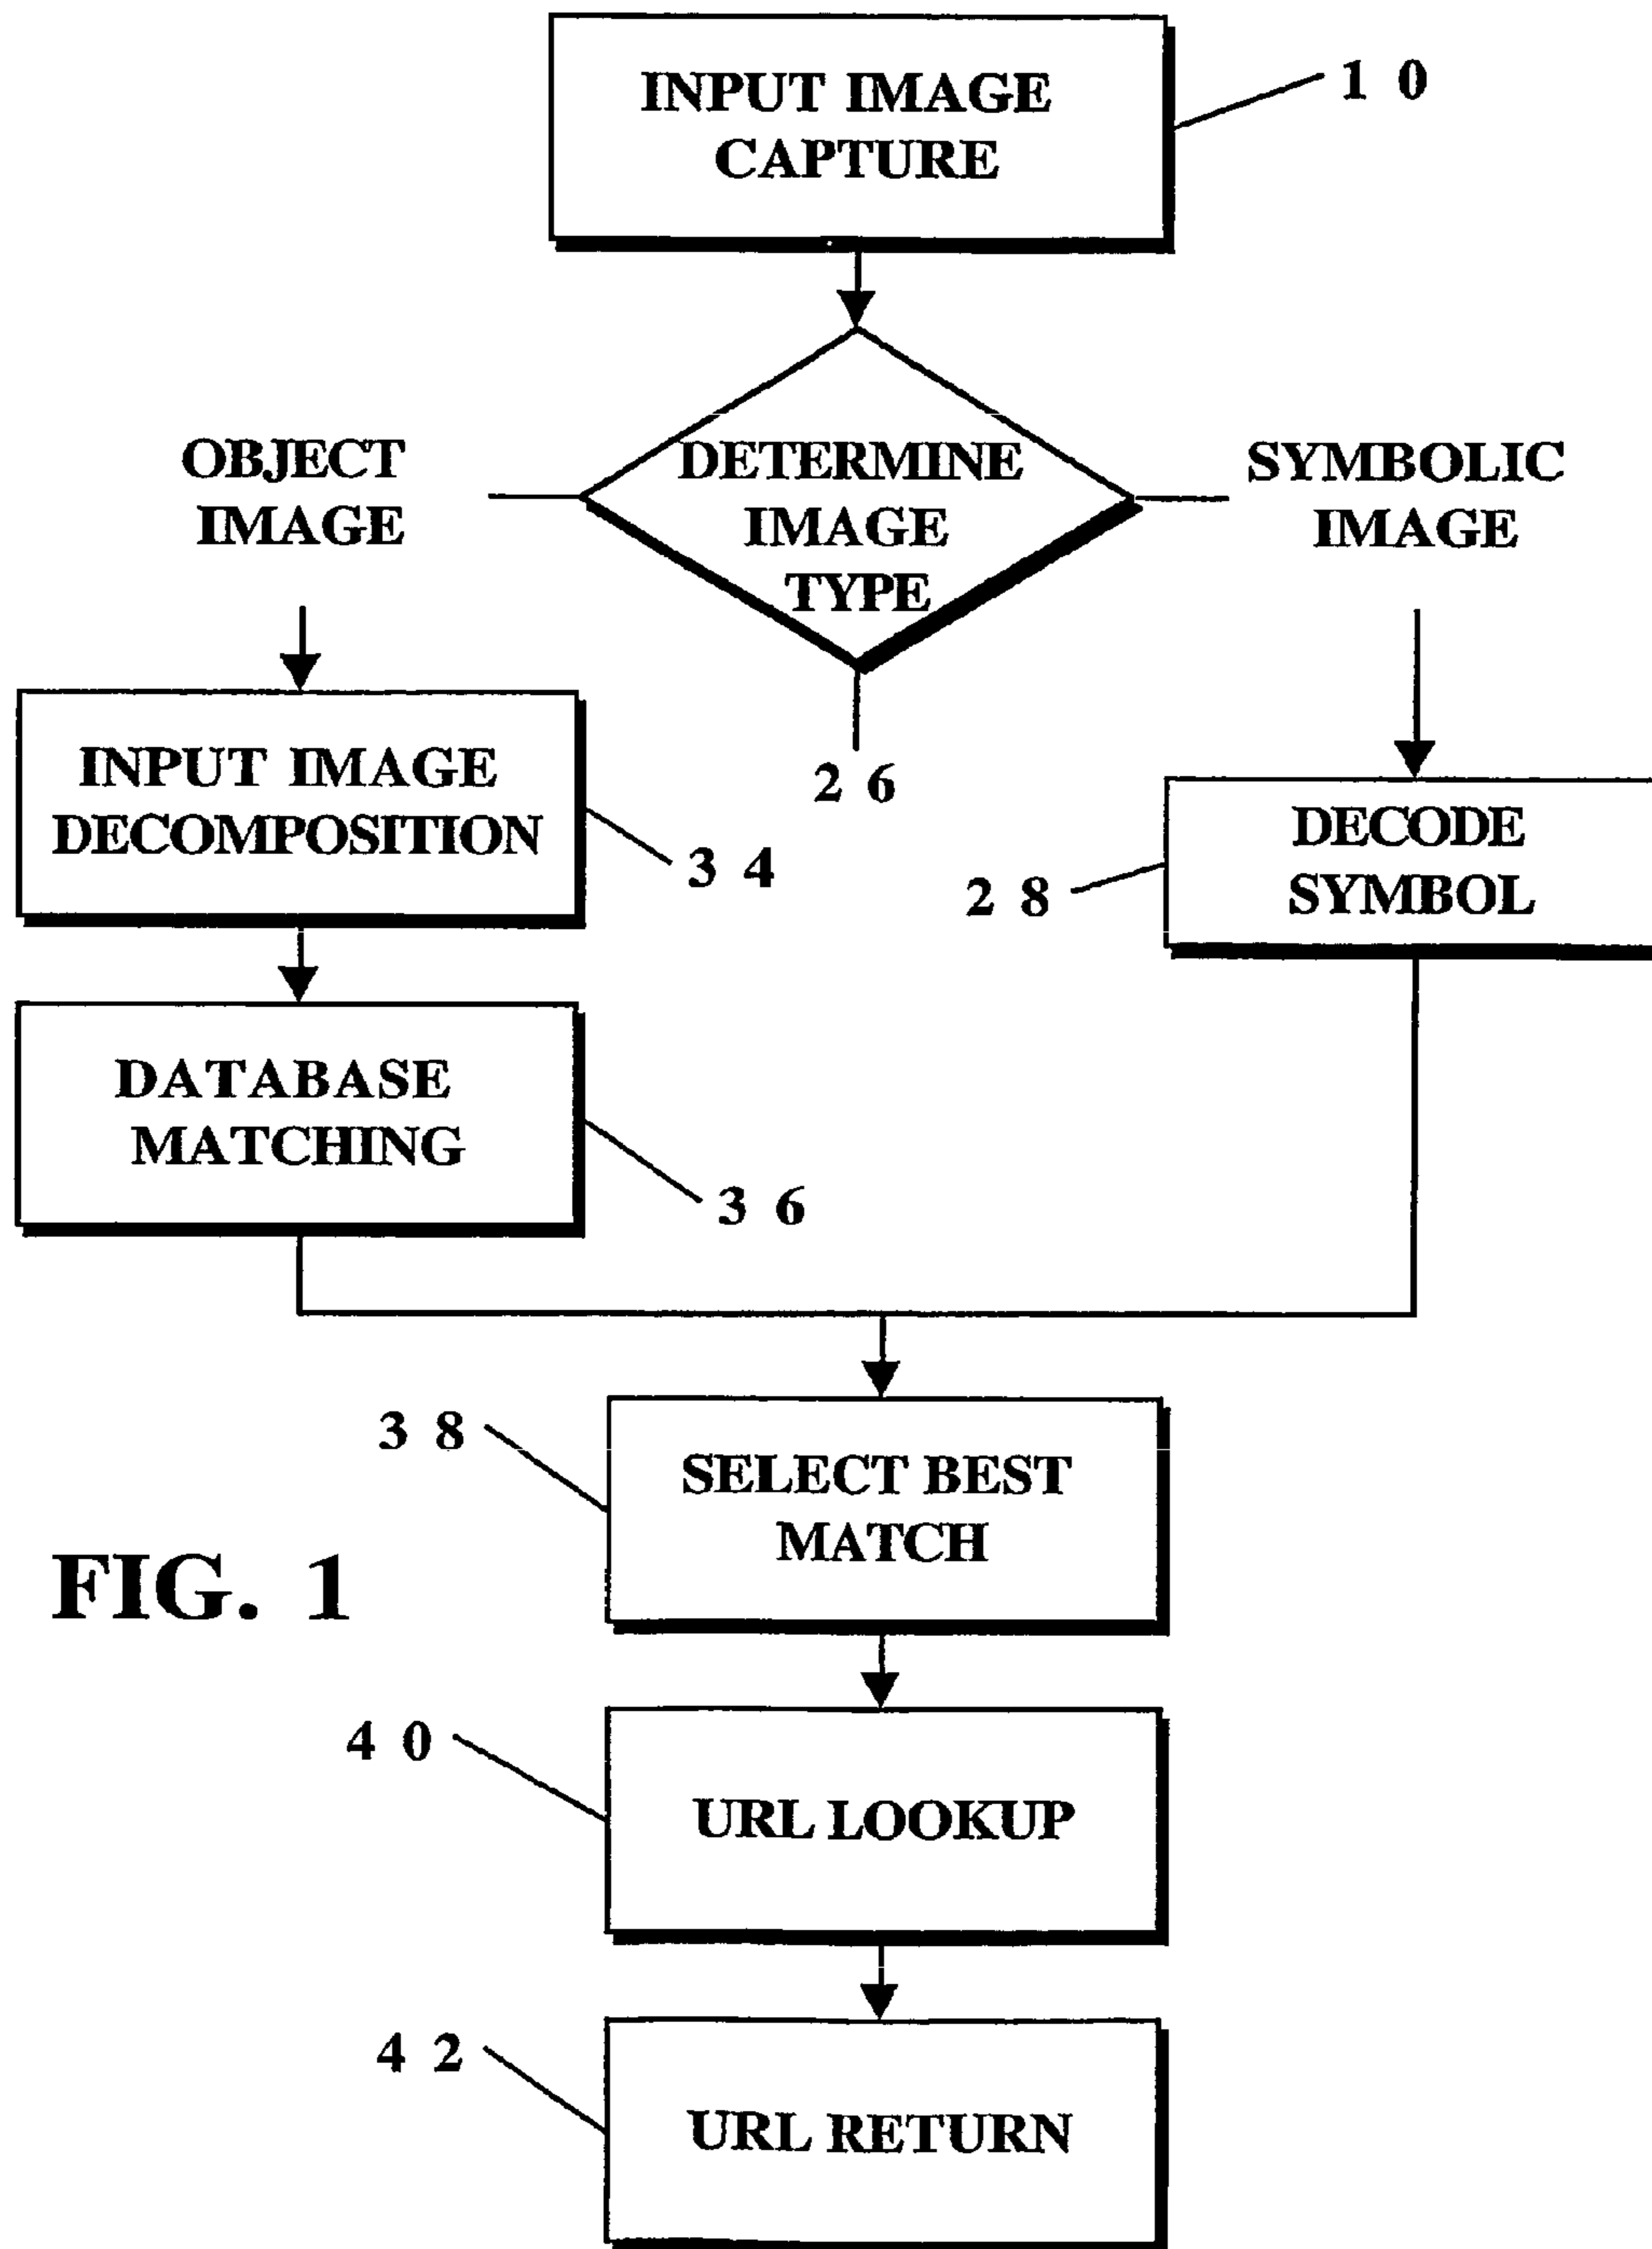 INPUT IMAGE
CAPTURE
1 0
OBJECT
IMAGE
DETERMINE
IMAGE
TYPE
SYMBOLIC
IMAGE
2 6
INPUT IMAGE
DECOMPOSITION
3 4
2 8
DECODE
SYMBOL
DATABASE
MATCHING
3 6
3 8
SELECT BEST
MATCH
FIG. 1
4 0
URL LOOKUP
4 2
URL RETURN